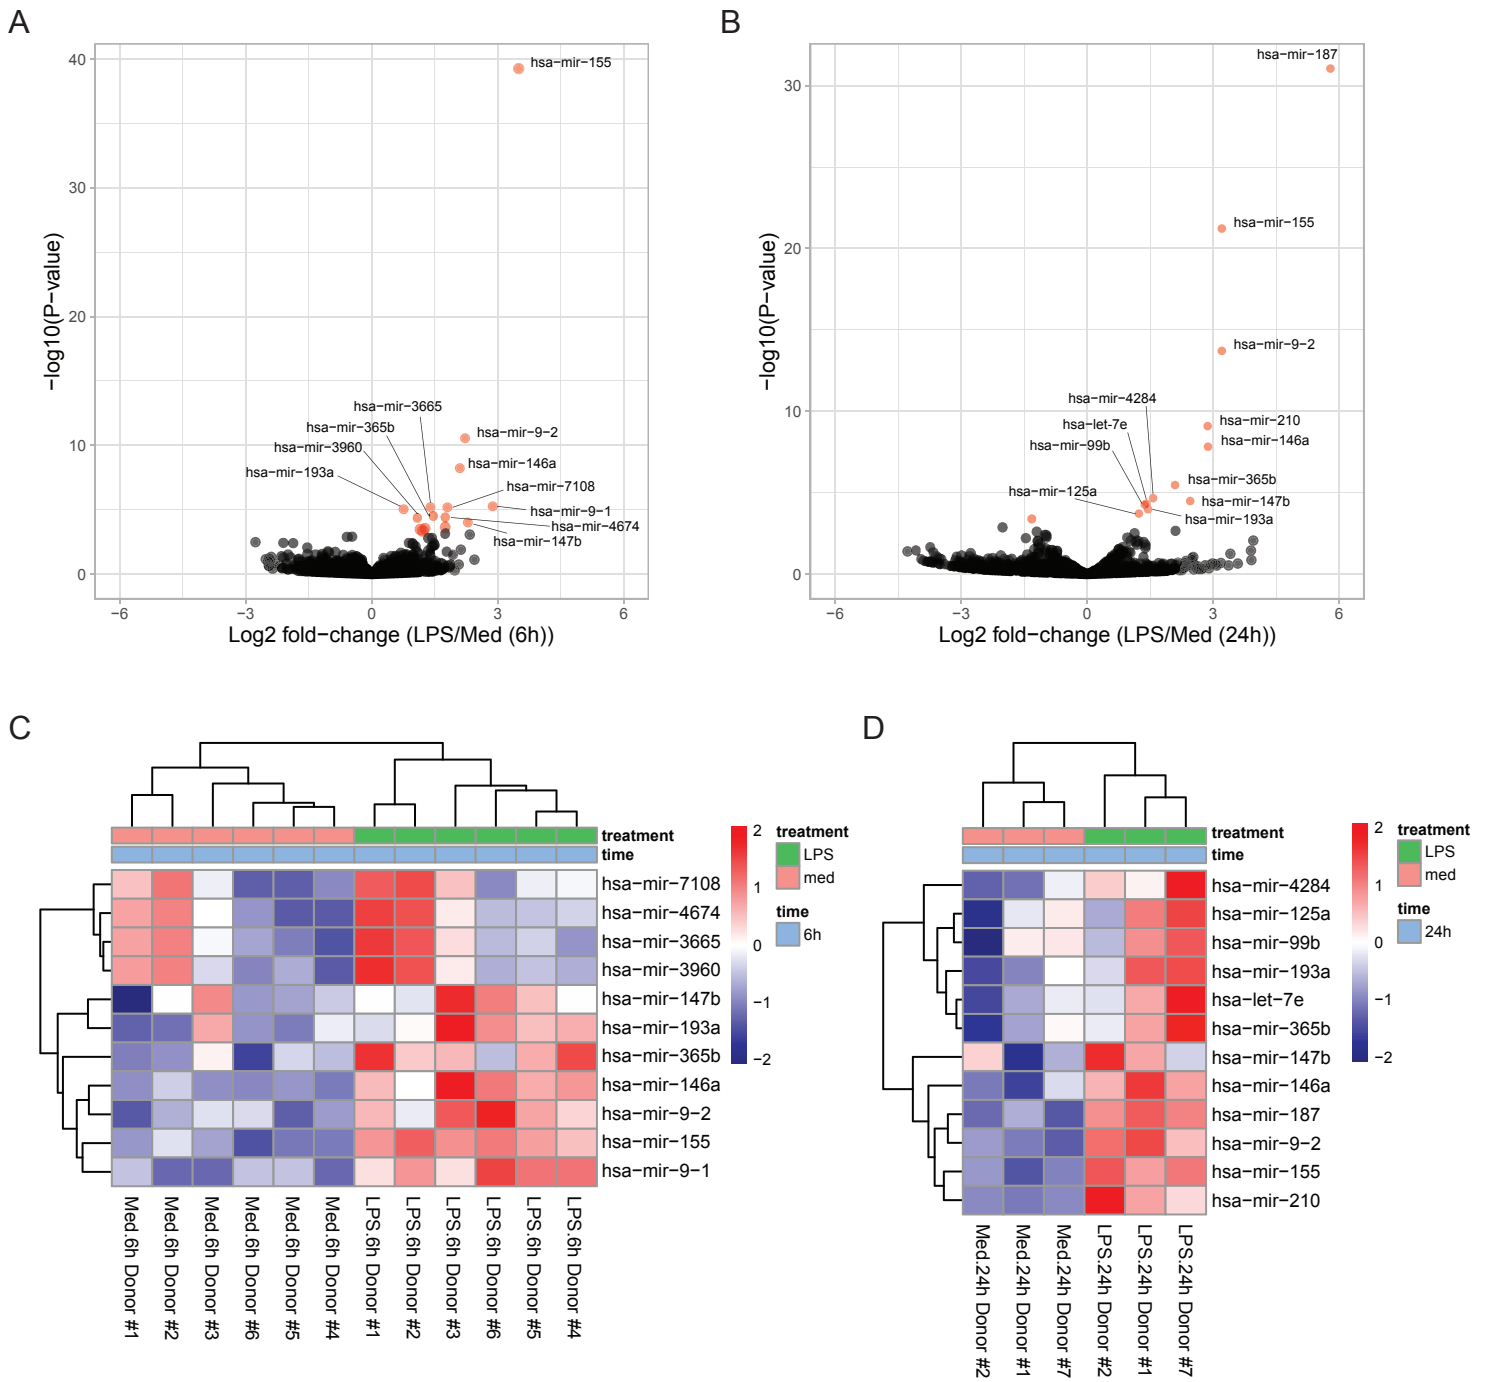 A
B
40
30
20
10
0
−log10(P−value)
hsa−mir−155
hsa−mir−3665
hsa−mir−365b
hsa−mir−9−2
hsa−mir−3960
hsa−mir−146a
hsa−mir−193a
hsa−mir−7108
hsa−mir−9−1
hsa−mir−4674
hsa−mir−147b
−6
−3
0
3
6
Log2 fold−change (LPS/Med (6h))
30
20
10
0
−log10(P−value)
hsa−mir−187
hsa−mir−155
hsa−mir−9−2
hsa−mir−4284
hsa−mir−210
hsa−let−7e
hsa−mir−146a
hsa−mir−99b
hsa−mir−365b
hsa−mir−125a
hsa−mir−147b
hsa−mir−193a
−6
−3
0
3
6
Log2 fold−change (LPS/Med (24h))
C
treatment
time
hsa−mir−7108
hsa−mir−4674
hsa−mir−3665
hsa−mir−3960
hsa−mir−147b
hsa−mir−193a
hsa−mir−365b
hsa−mir−146a
hsa−mir−9−2
hsa−mir−155
hsa−mir−9−1
Med.6h Donor #1
Med.6h Donor #2
Med.6h Donor #3
Med.6h Donor #6
Med.6h Donor #5
Med.6h Donor #4
LPS.6h Donor #1
LPS.6h Donor #2
LPS.6h Donor #3
LPS.6h Donor #6
LPS.6h Donor #5
LPS.6h Donor #4
2
1
0
−1
−2
treatment
LPS
med
time
6h
D
treatment
time
hsa−mir−4284
hsa−mir−125a
hsa−mir−99b
hsa−mir−193a
hsa−let−7e
hsa−mir−365b
hsa−mir−147b
hsa−mir−146a
hsa−mir−187
hsa−mir−9−2
hsa−mir−155
hsa−mir−210
Med.24h Donor #2
Med.24h Donor #1
Med.24h Donor #7
LPS.24h Donor #2
LPS.24h Donor #1
LPS.24h Donor #7
2
1
0
−1
−2
treatment
LPS
med
time
24h